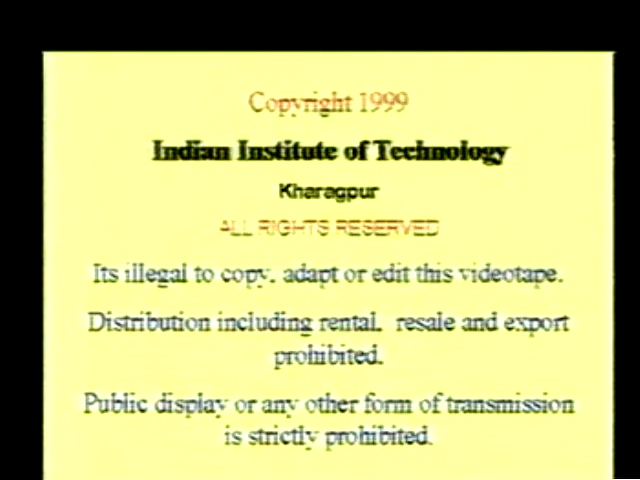 Copyright 1999
Indian Institute of Technology
Kharagpur
ALL RIGHTS RESERVED
Its illegal to copy, adapt or edit this videotape.
Distribution including rental, resale and export
prohibited.
Public display or any other form of transmission
is strictly prohibited.